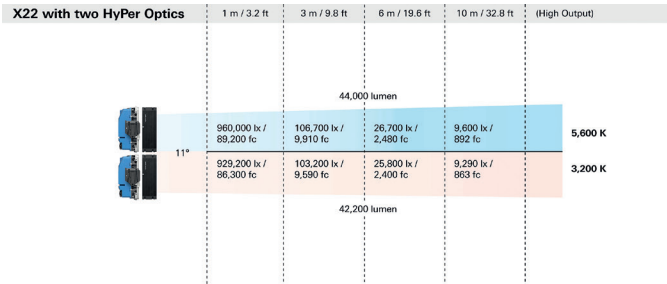 X22 with two HyPer Optics
1 m / 3.2 ft
3 m / 9.8 ft
6 m / 19.6 ft
10 m / 32.8 ft
(High Output)
44,000 lumen
11°
960,000 lx /
89,200 fc
106,700 lx /
9,910 fc
26,700 lx /
2,480 fc
9,600 lx /
892 fc
5,600 K
929,200 lx /
86,300 fc
103,200 lx /
9,590 fc
25,800 lx /
2,400 fc
9,290 lx /
863 fc
3,200 K
42,200 lumen